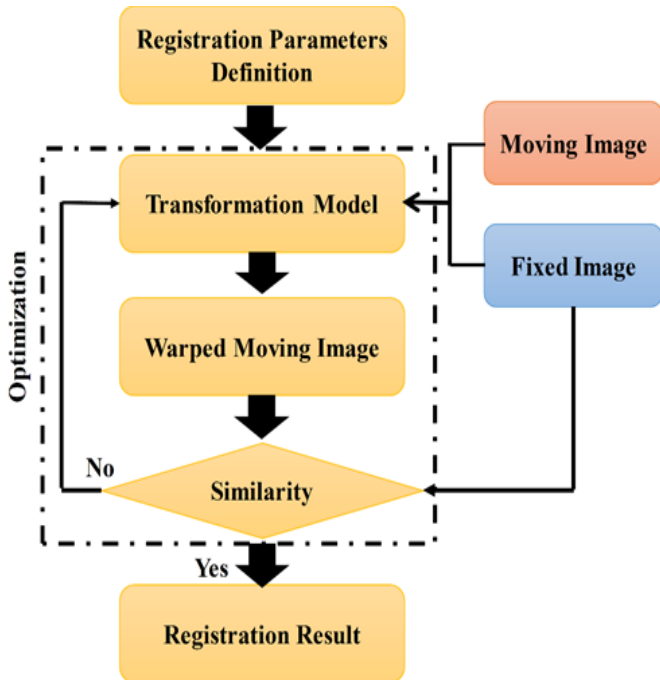 Registration Parameters
Definition
Moving Image
Transformation Model
Fixed Image
Optimization
Warped Moving Image
No
Similarity
Yes
Registration Result